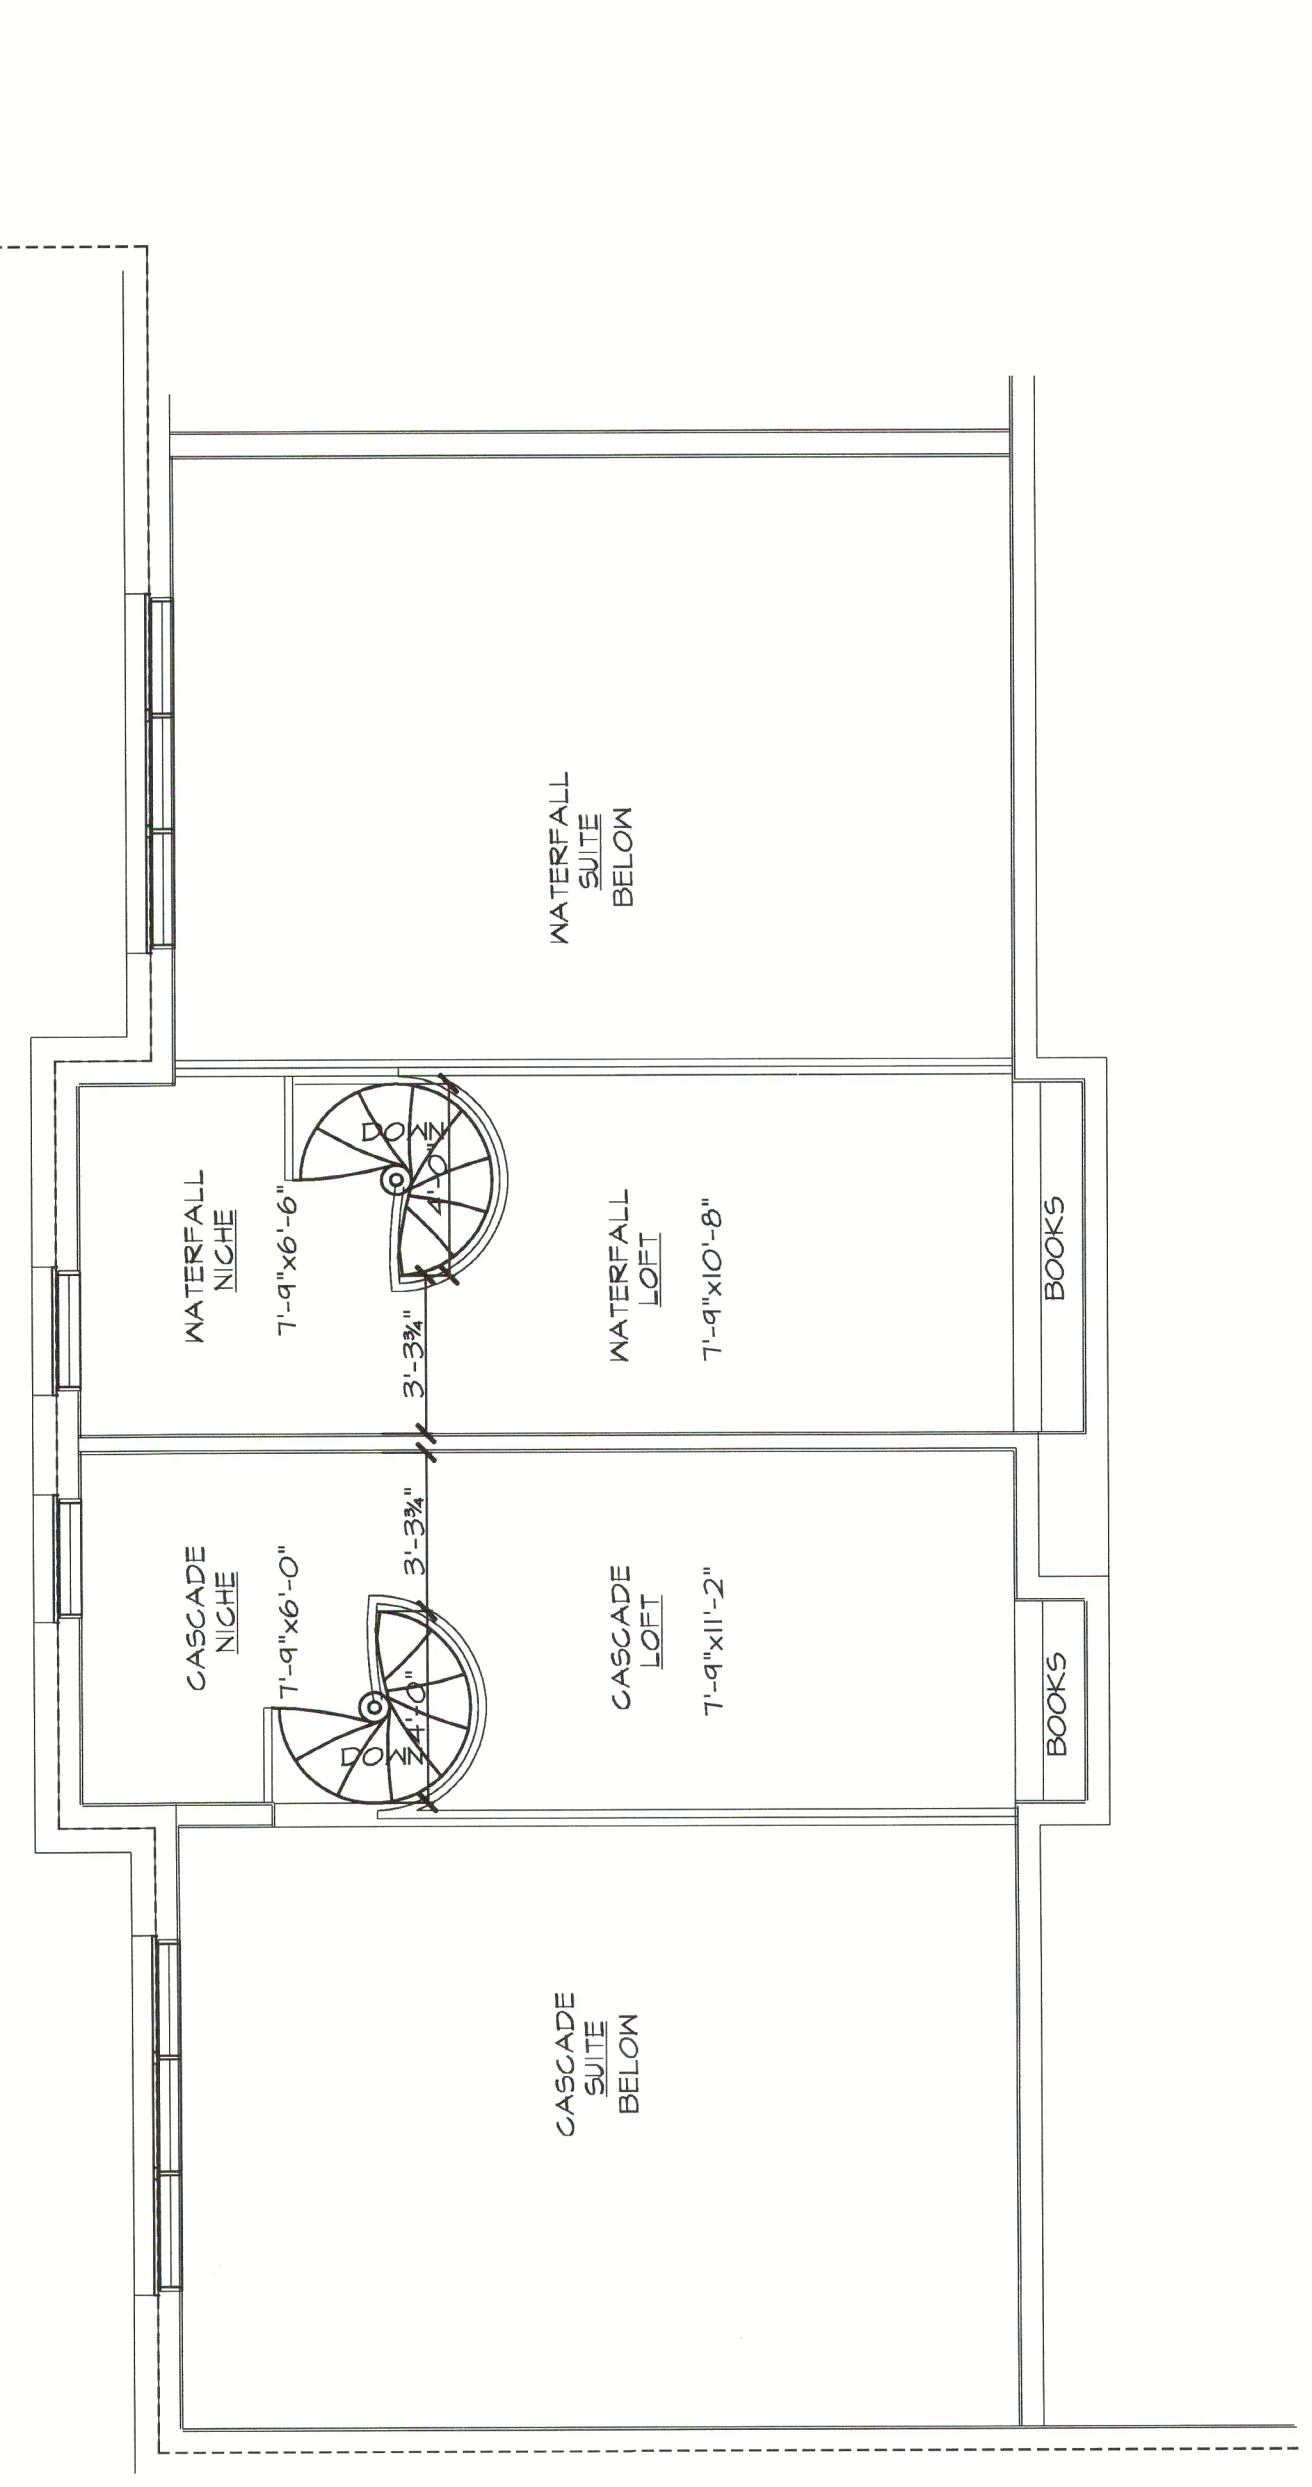 WATERFALL
SUITE
BELOW
WATERFALL
NICHE
7'-9"x6'-6"
DOWN
4'-0"
3'-3¾"
WATERFALL
LOFT
7'-9"x10'-8"
BOOKS
CASCADE
NICHE
7'-9"x6'-0"
3'-3¾"
4'-0"
DOWN
CASCADE
LOFT
7'-9"x11'-2"
BOOKS
CASCADE
SUITE
BELOW